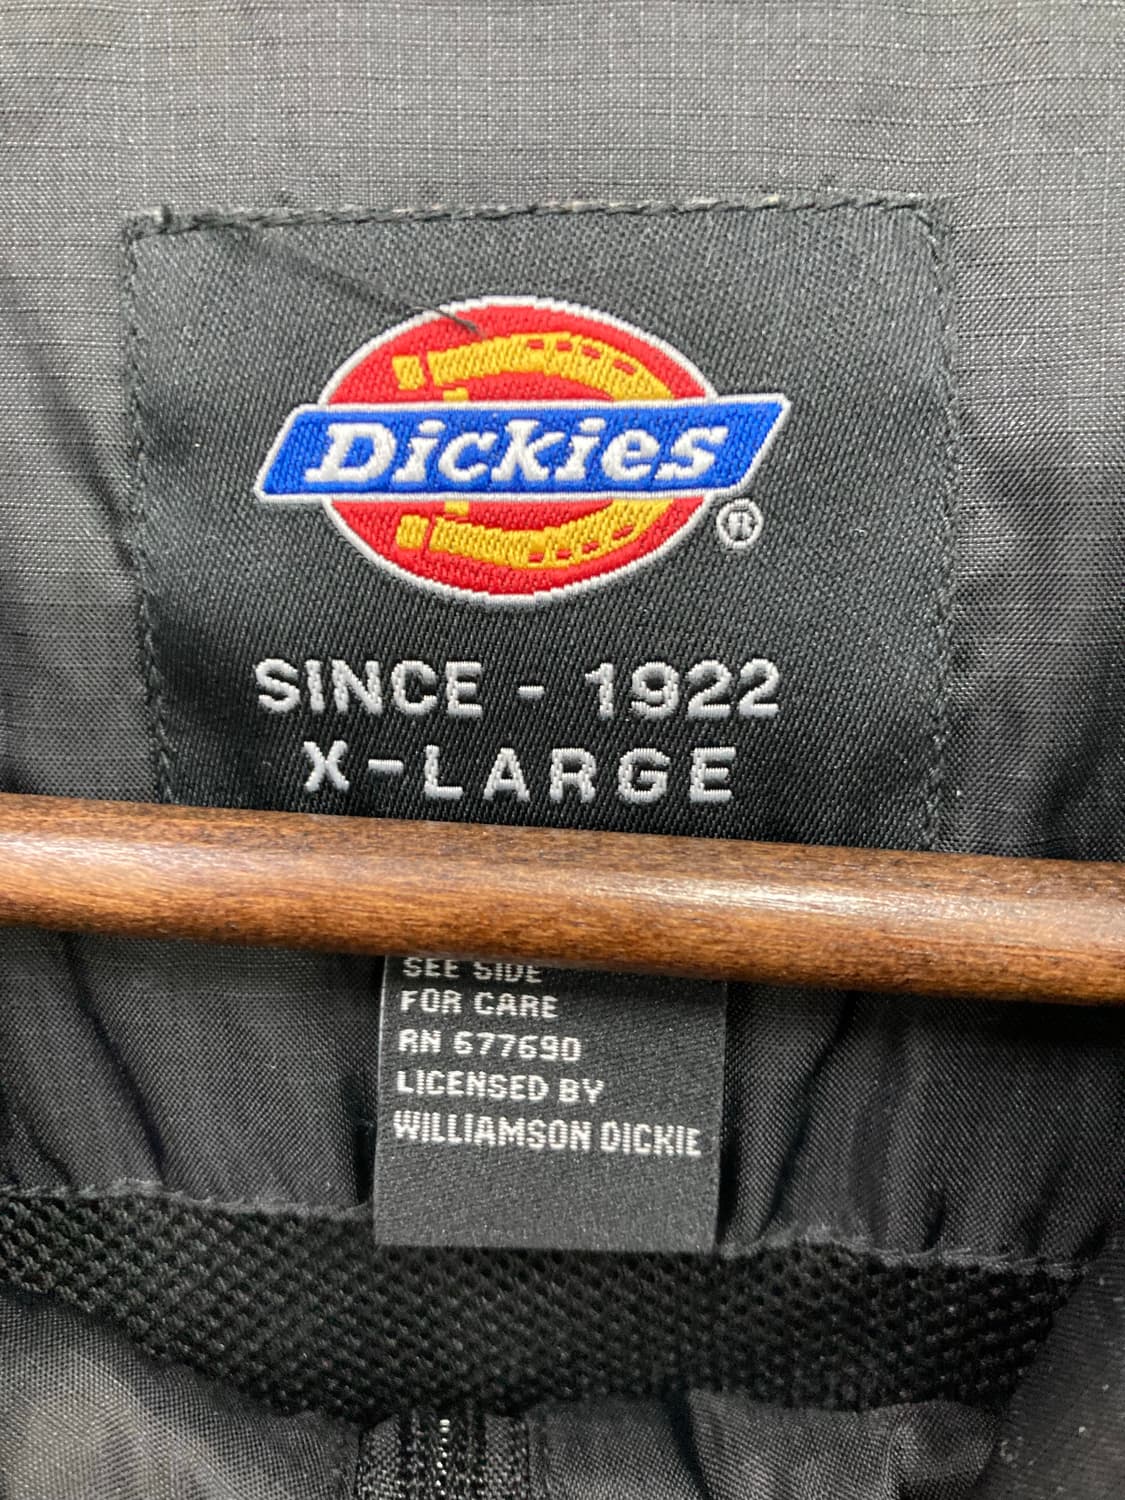 Dickies
®
SINCE - 1922
X-LARGE
SEE SIDE
FOR CARE
RN 677690
LICENSED BY
WILLIAMSON DICKIE